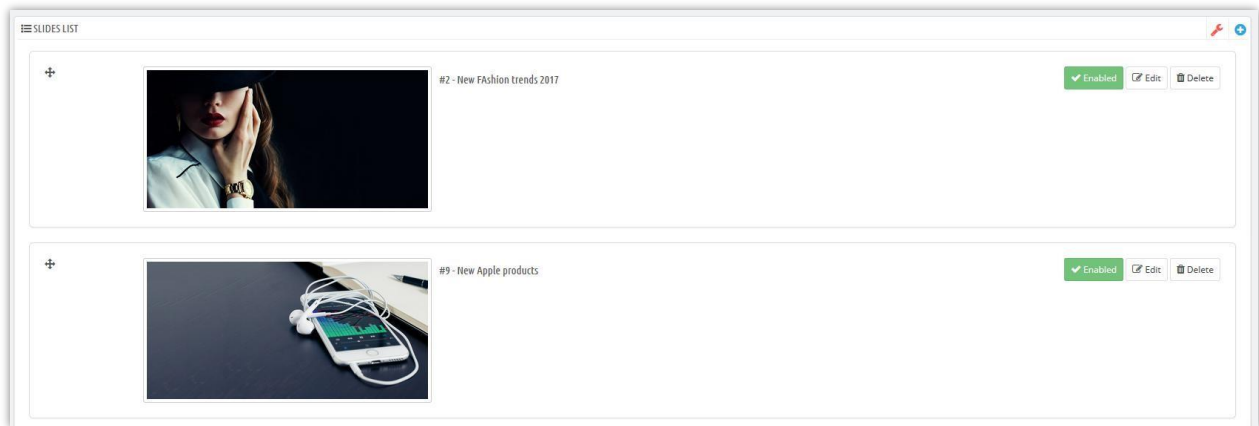 SLIDES LIST
#2 - New FAshion trends 2017
Enabled
Edit
Delete
#9 - New Apple products
Enabled
Edit
Delete